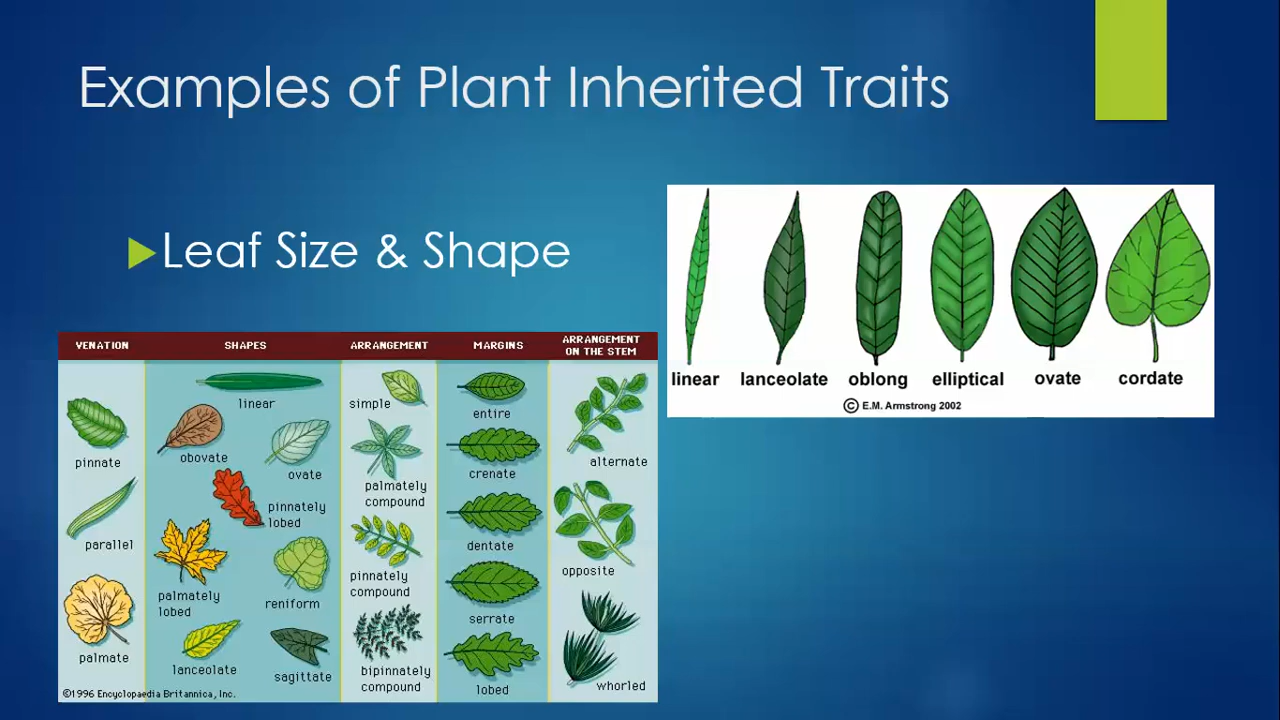 Examples of Plant Inherited Traits
Leaf Size & Shape
linear lanceolate oblong elliptical ovate cordate
© E.M. Armstrong 2002
VENATION SHAPES ARRANGEMENT MARGINS ARRANGEMENT
ON THE STEM
pinnate
parallel
palmate
linear
obovate
ovate
pinnately
lobed
palmately
lobed
reniform
lanceolate
sagittate
simple
palmately
compound
pinnately
compound
bipinnately
compound
entire
crenate
dentate
serrate
lobed
alternate
opposite
whorled
©1996 Encyclopaedia Britannica, Inc.